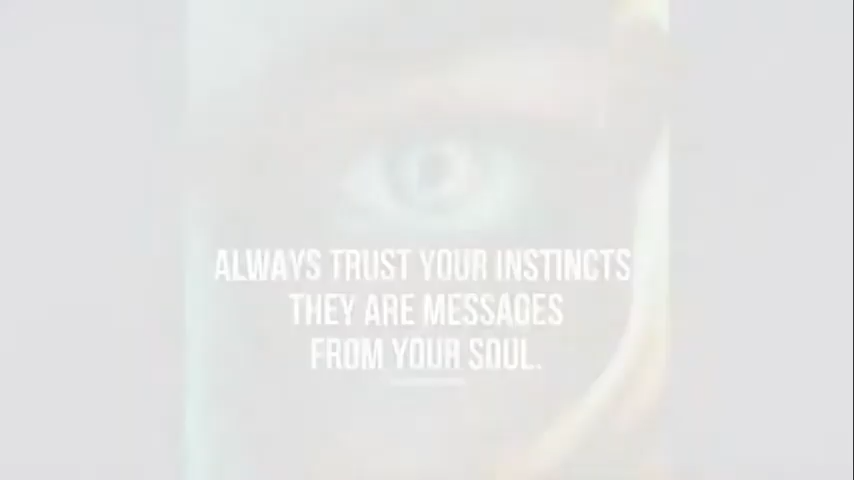 ALWAYS TRUST YOUR INSTINCTS
THEY ARE MESSAGES
FROM YOUR SOUL.